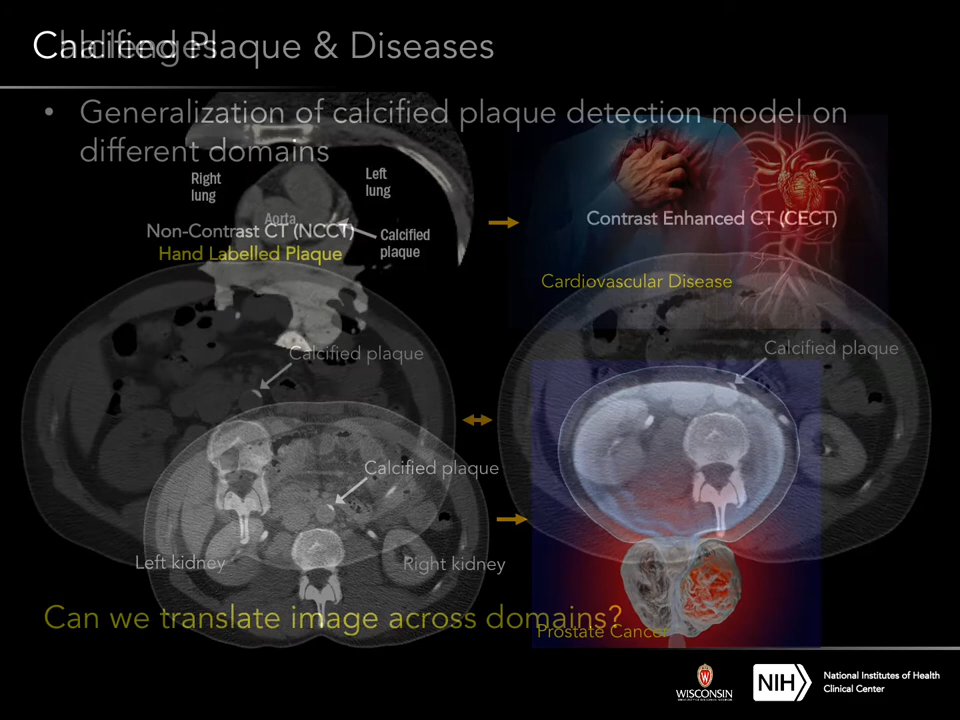 Calcified Plaque & Diseases
Challenges
• Generalization of calcified plaque detection model on
different domains
Right
lung
Left
lung
Aorta
Calcified
plaque
Non-Contrast CT (NCCT)
Hand Labelled Plaque
Contrast Enhanced CT (CECT)
Cardiovascular Disease
Calcified plaque
Calcified plaque
Calcified plaque
Left kidney
Right kidney
Can we translate image across domains?
Prostate Cancer
WISCONSIN
NIH
National Institutes of Health
Clinical Center